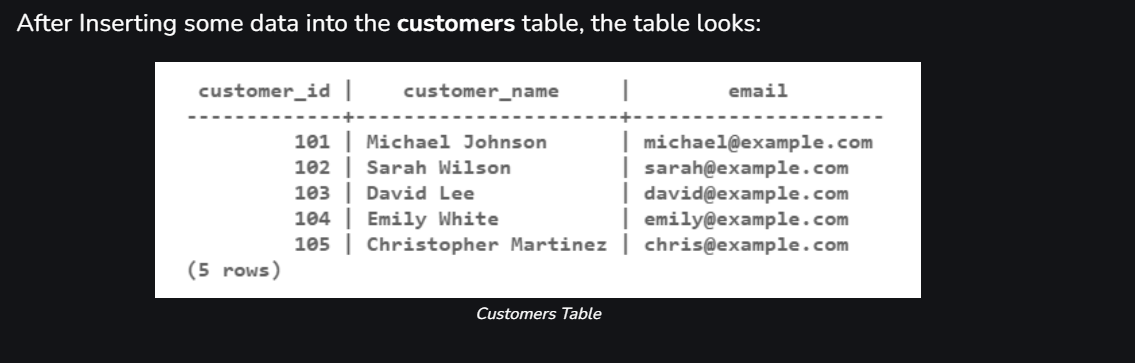 After Inserting some data into the customers table, the table looks:
customer_id | customer_name | email
-------------+----------------------+---------------------
101 | Michael Johnson | michael@example.com
102 | Sarah Wilson | sarah@example.com
103 | David Lee | david@example.com
104 | Emily White | emily@example.com
105 | Christopher Martinez | chris@example.com
(5 rows)
Customers Table